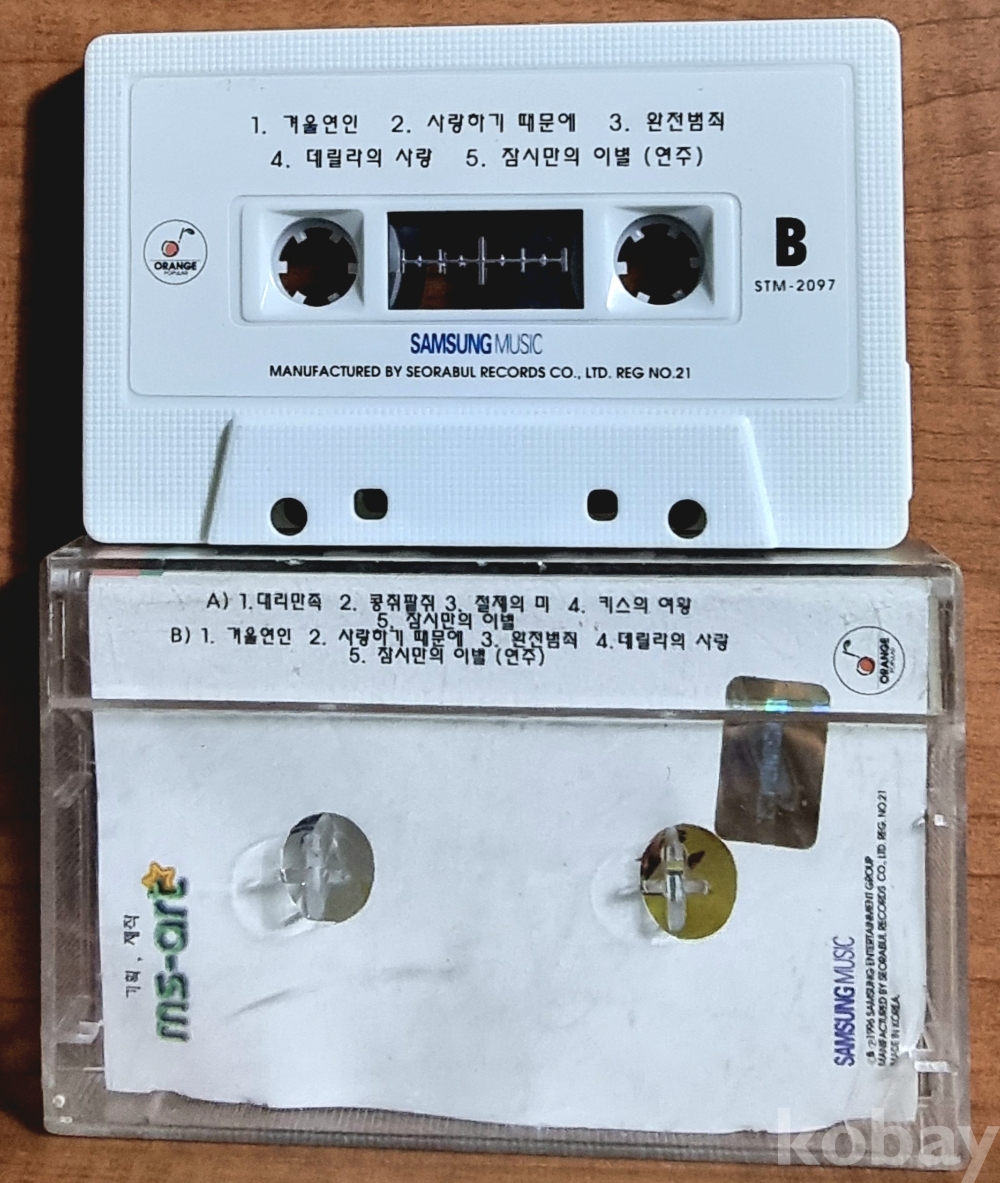 1. 겨울연인 2. 사랑하기 때문에 3. 완전범죄
4. 데릴라의 사랑 5. 잠시만의 이별 (연주)
ORANGE
POPULAR
B
STM-2097
SAMSUNG MUSIC
MANUFACTURED BY SEORABUL RECORDS CO., LTD. REG NO.21
A) 1.대리만족 2. 콩쥐팥쥐 3. 절제의 미 4. 키스의 여왕
5. 잠시만의 이별
B) 1. 겨울연인 2. 사랑하기 때문에 3. 완전범죄 4.데릴라의 사랑
5. 잠시만의 이별 (연주)
ORANGE
POPULAR
기획, 제작
ms-art
SAMSUNG MUSIC
℗1996 SAMSUNG ENTERTAINMENT GROUP
MANUFACTURED BY SEORABUL RECORDS CO., LTD. REG. NO.21
MADE IN KOREA.
kobay